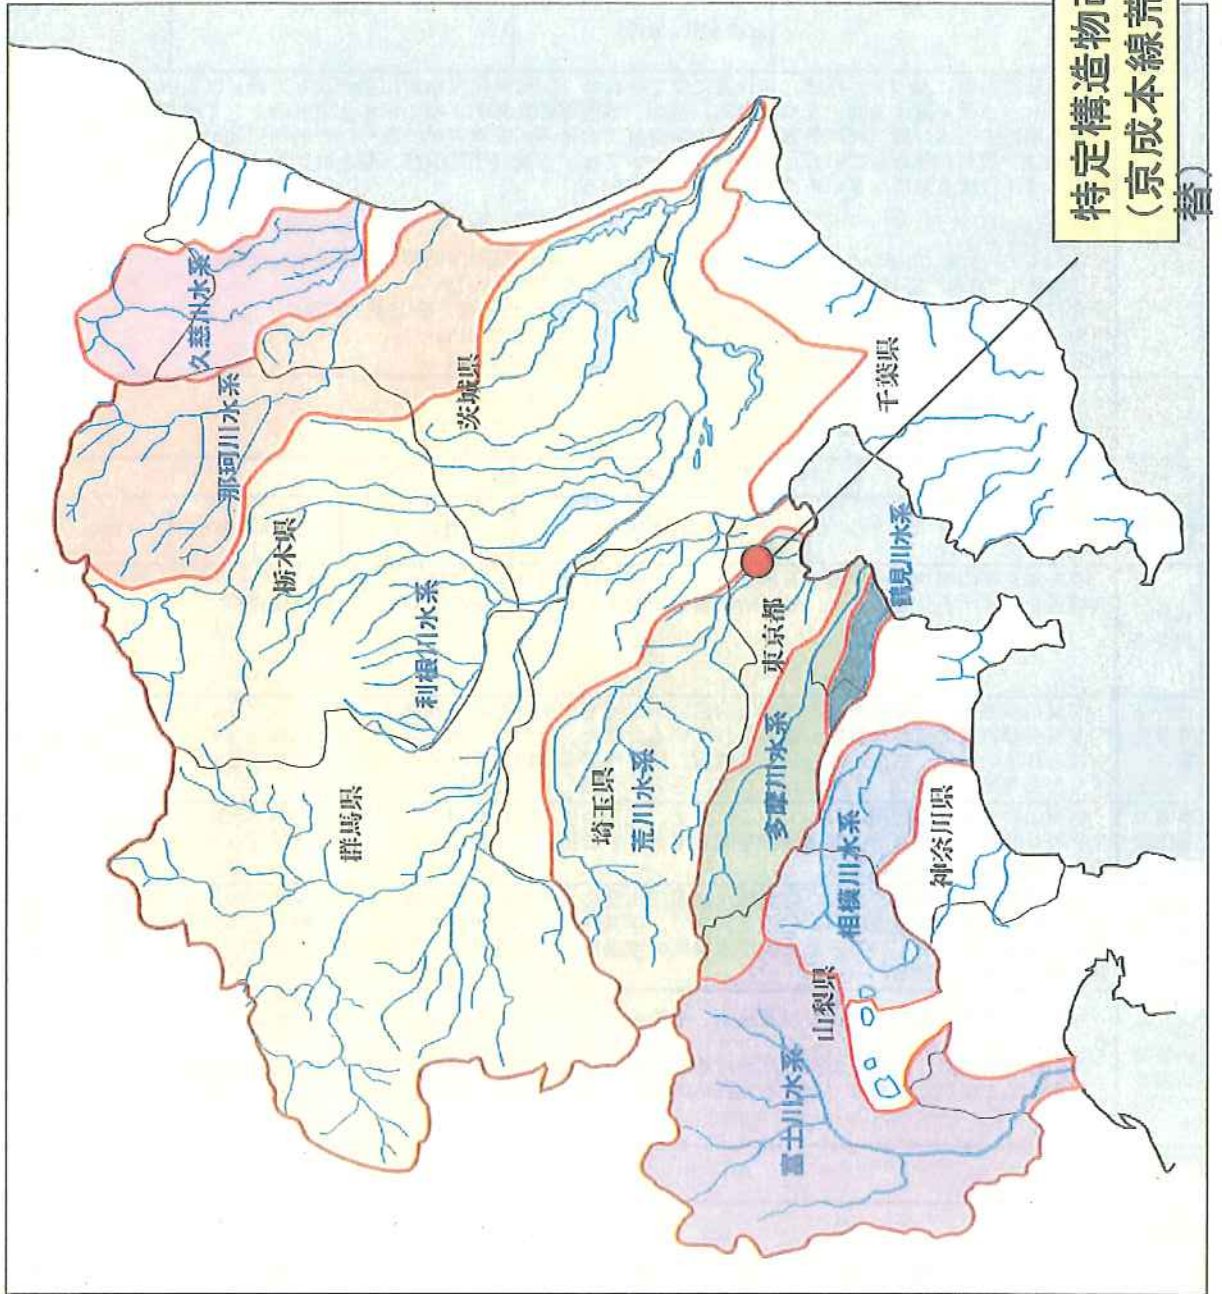 久慈川水系
那珂川水系
栃木県
群馬県
利根川水系
茨城県
埼玉県
荒川水系
東京都
多摩川水系
富士川水系
山梨県
相模川水系
千葉県
鶴見川水系
神奈川県
特定構造物
（京成本線荒
替）